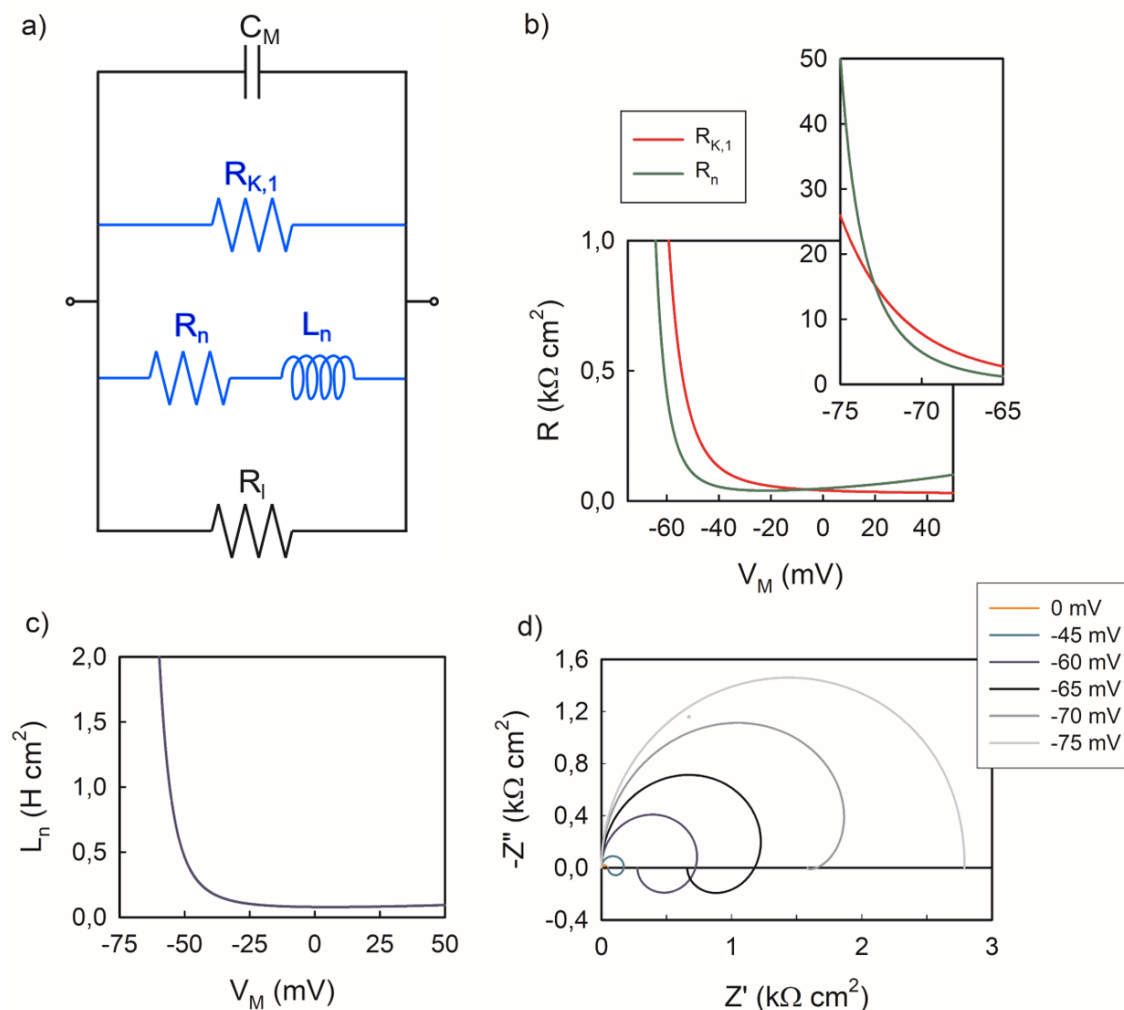 a)
C_M
R_K,1
R_n L_n
R_l
b)
R_K,1
R_n
50
40
30
20
10
0
-75 -70 -65
1,0
0,5
0,0
R (kΩ cm²)
-60 -40 -20 0 20 40
V_M (mV)
c)
2,0
1,5
1,0
0,5
0,0
L_n (H cm²)
-75 -50 -25 0 25 50
V_M (mV)
d)
0 mV
-45 mV
-60 mV
-65 mV
-70 mV
-75 mV
1,6
1,2
0,8
0,4
0,0
-0,4
-Z'' (kΩ cm²)
0 1 2 3
Z' (kΩ cm²)